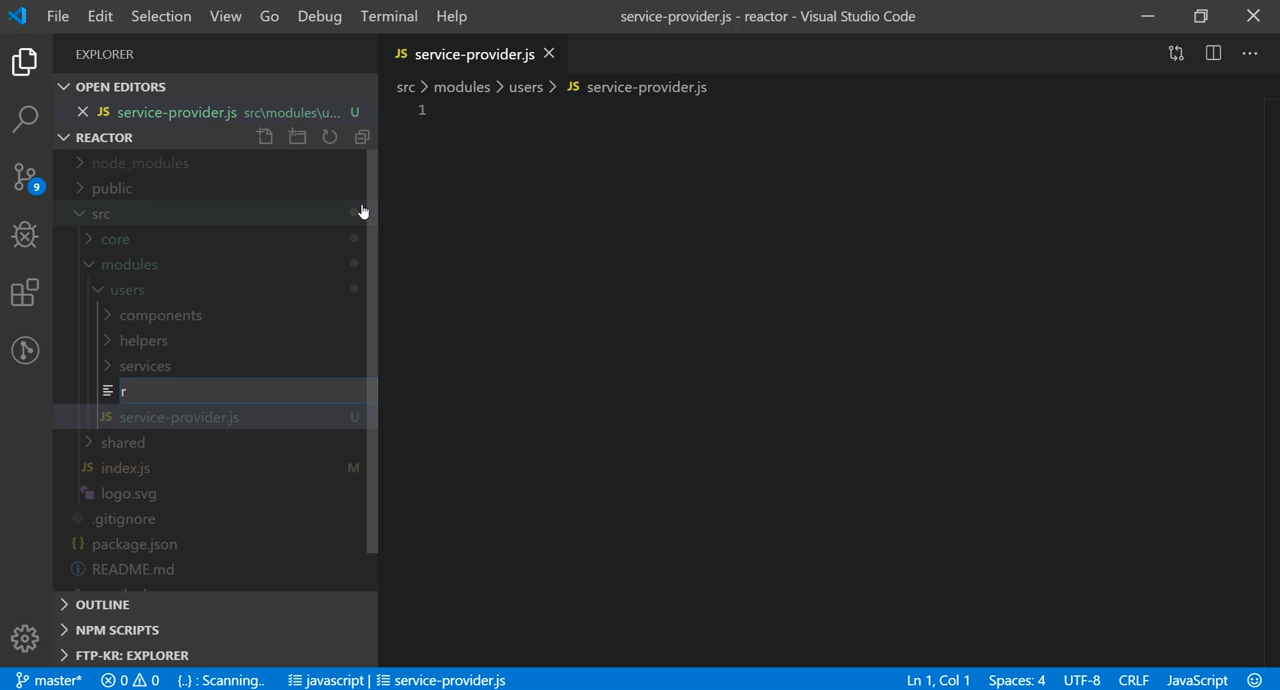 File Edit Selection View Go Debug Terminal Help service-provider.js - reactor - Visual Studio Code
EXPLORER
JS service-provider.js
OPEN EDITORS
src > modules > users > JS service-provider.js
JS service-provider.js src\modules\u... U
1
REACTOR
node_modules
public
src
core
modules
users
components
helpers
services
r
JS service-provider.js U
shared
JS index.js M
logo.svg
.gitignore
{} package.json
README.md
OUTLINE
NPM SCRIPTS
FTP-KR: EXPLORER
9
master* 0 0 {..} : Scanning.. javascript | service-provider.js Ln 1, Col 1 Spaces: 4 UTF-8 CRLF JavaScript